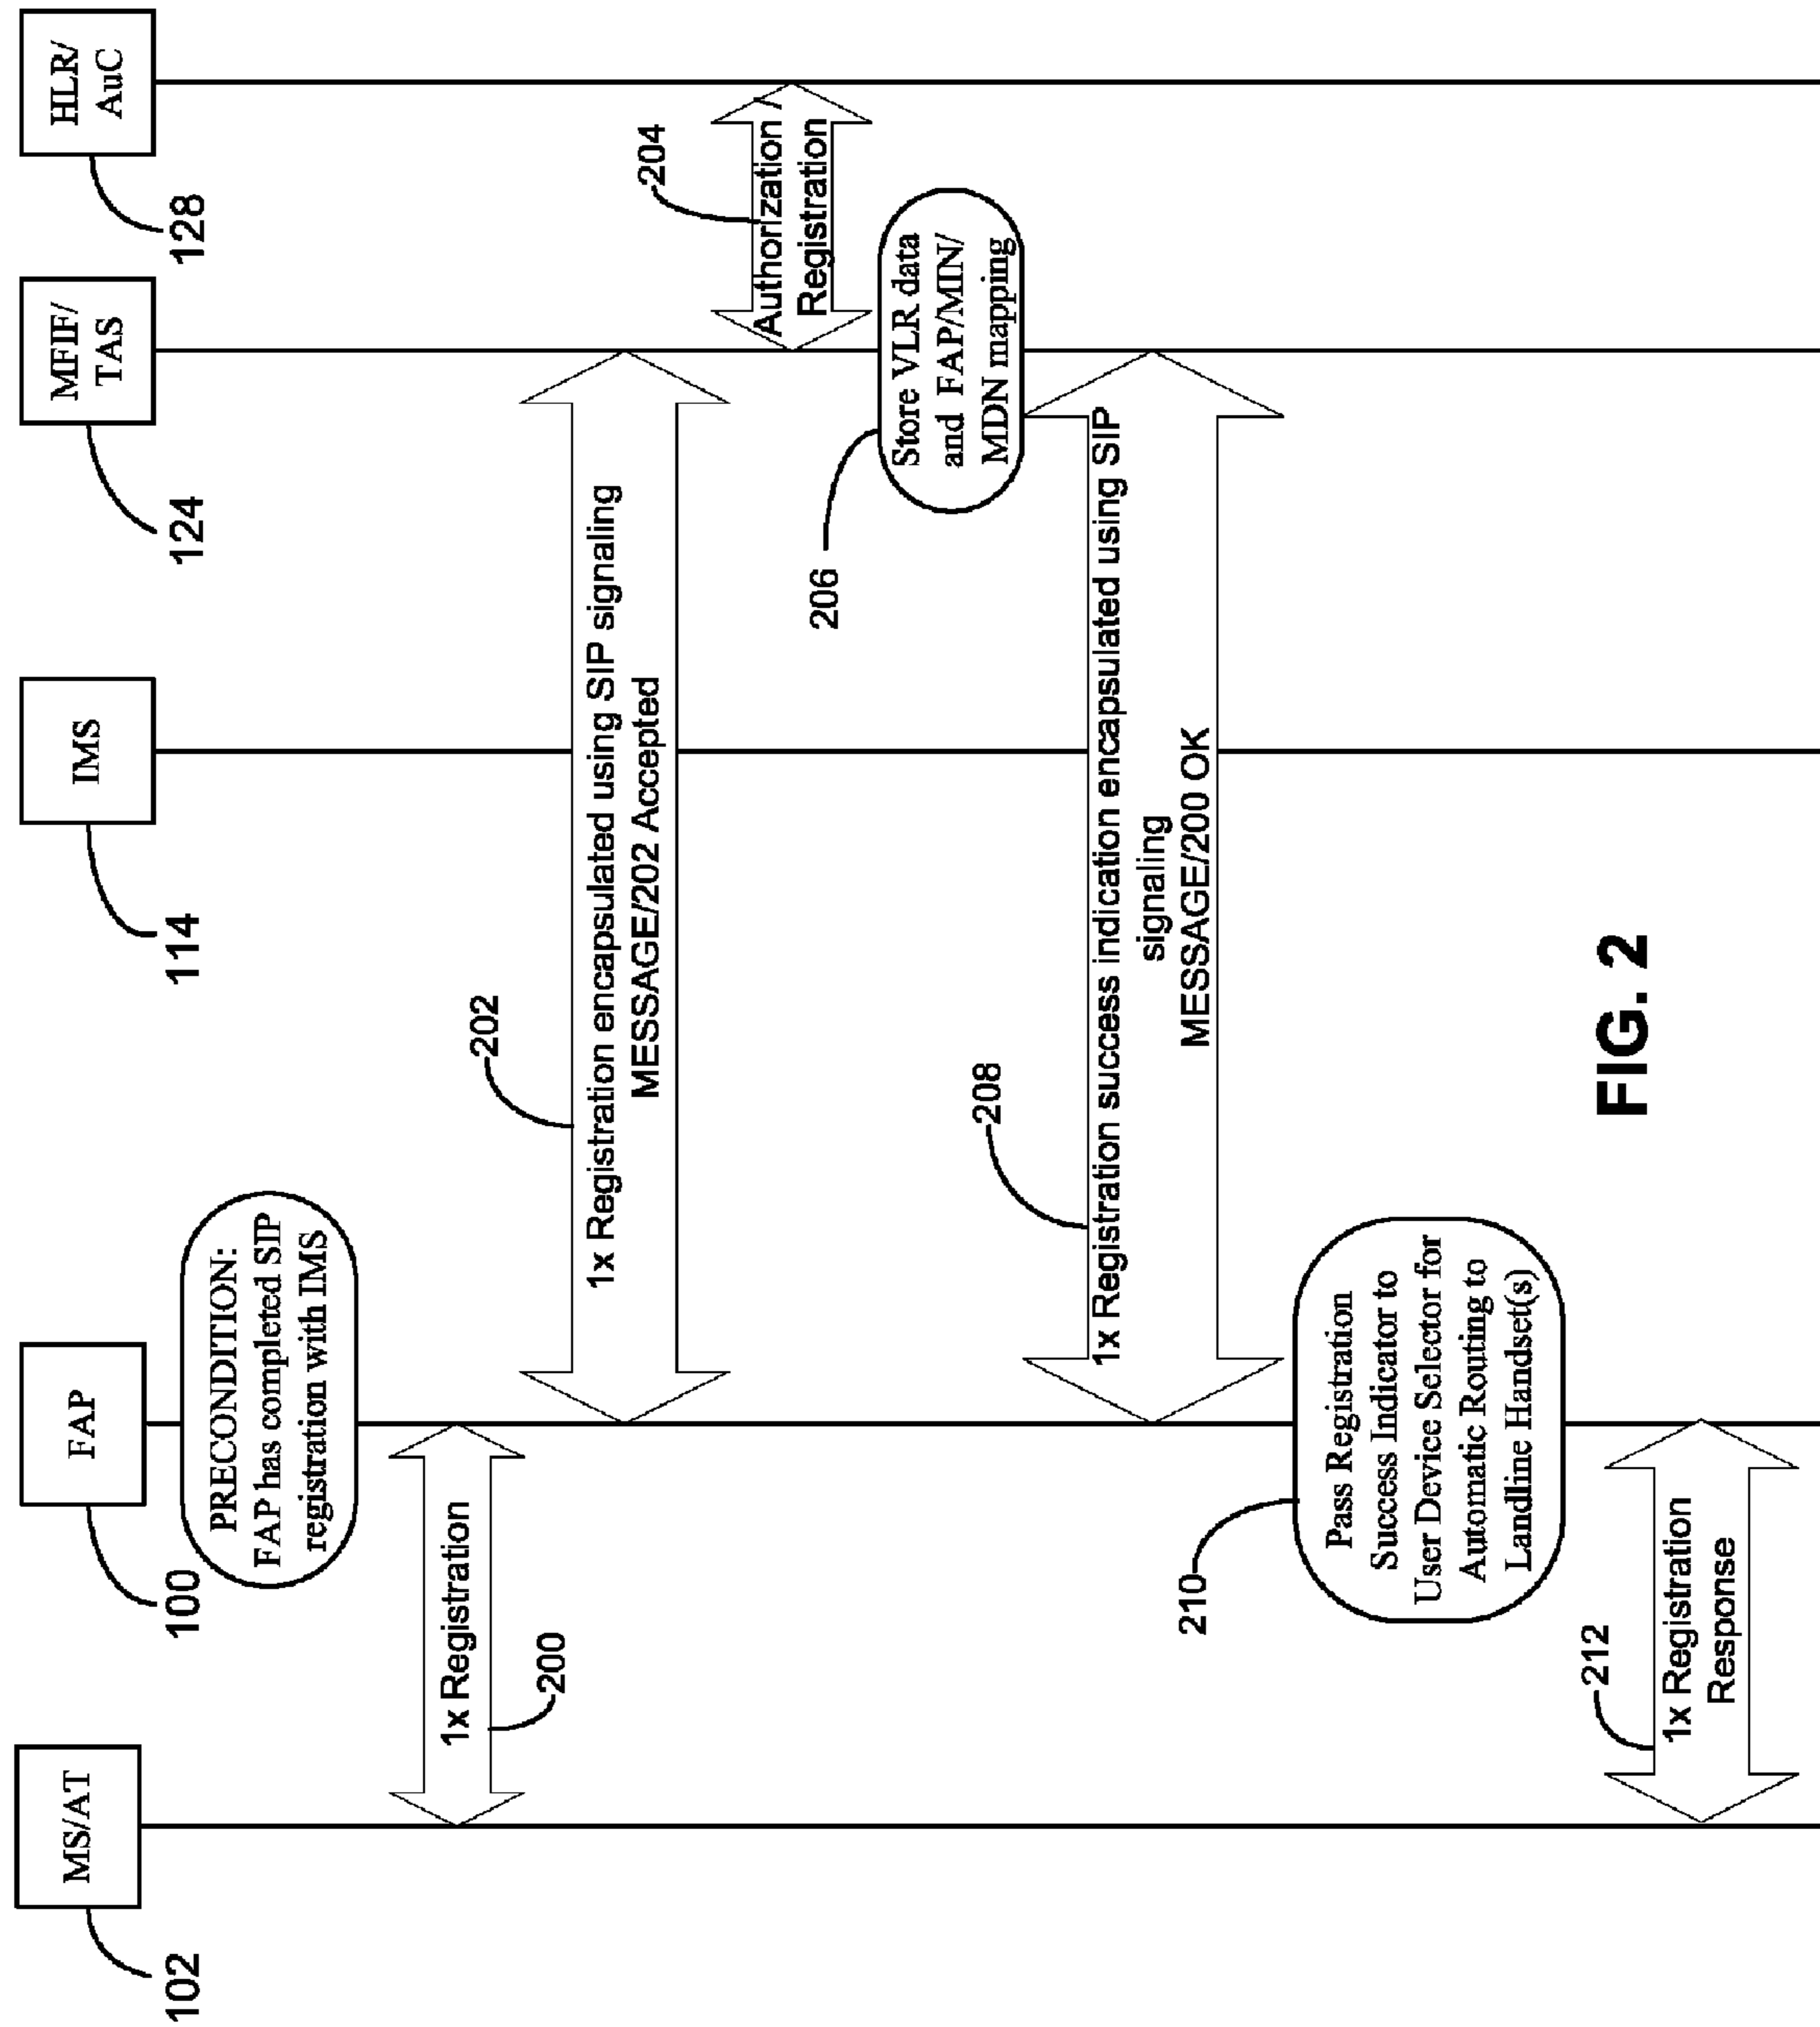 MS/AT
102
FAP
100
IMS
114
MFIF/
TAS
124
HLR/
AuC
128
PRECONDITION:
FAP has completed SIP
registration with IMS
1x Registration
200
202
1x Registration encapsulated using SIP signaling
MESSAGE/202 Accepted
204
Authorization /
Registration
206
Store VLR data
and FAP/MIN/
MDN mapping
208
1x Registration success indication encapsulated using SIP
signaling
MESSAGE/200 OK
210
Pass Registration
Success Indicator to
User Device Selector for
Automatic Routing to
Landline Handset(s)
212
1x Registration
Response
FIG. 2